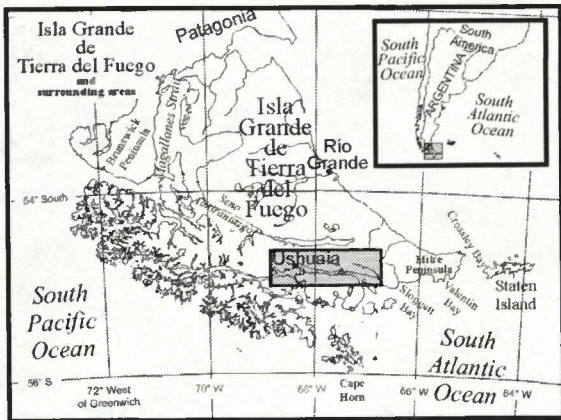 Isla Grande
de
Tierra del Fuego
and
surrounding areas
Patagonia
South
Pacific
Ocean
South
America
ARGENTINA
South
Atlantic
Ocean
Magallanes Strait
Brunswick
Peninsula
Isla
Grande
de
Tierra
del
Fuego
Río
Grande
54° South
Seno
Almirantazgo
Ushuaia
Mitre
Peninsula
Crossley Bay
Staten
Island
Valentin
Bay
Sloggett
Bay
South
Pacific
Ocean
South
Atlantic
Ocean
56° S
72° West
of Greenwich
70° W
68° W
Cape
Horn
66° W
64° W